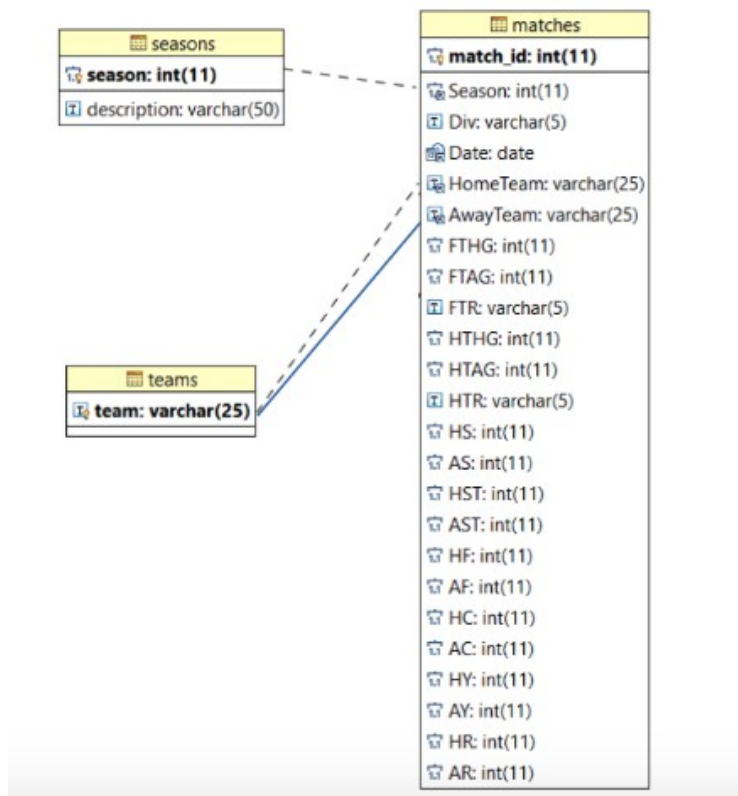 seasons
season: int(11)
description: varchar(50)
teams
team: varchar(25)
matches
match_id: int(11)
Season: int(11)
Div: varchar(5)
Date: date
HomeTeam: varchar(25)
AwayTeam: varchar(25)
FTHG: int(11)
FTAG: int(11)
FTR: varchar(5)
HTHG: int(11)
HTAG: int(11)
HTR: varchar(5)
HS: int(11)
AS: int(11)
HST: int(11)
AST: int(11)
HF: int(11)
AF: int(11)
HC: int(11)
AC: int(11)
HY: int(11)
AY: int(11)
HR: int(11)
AR: int(11)